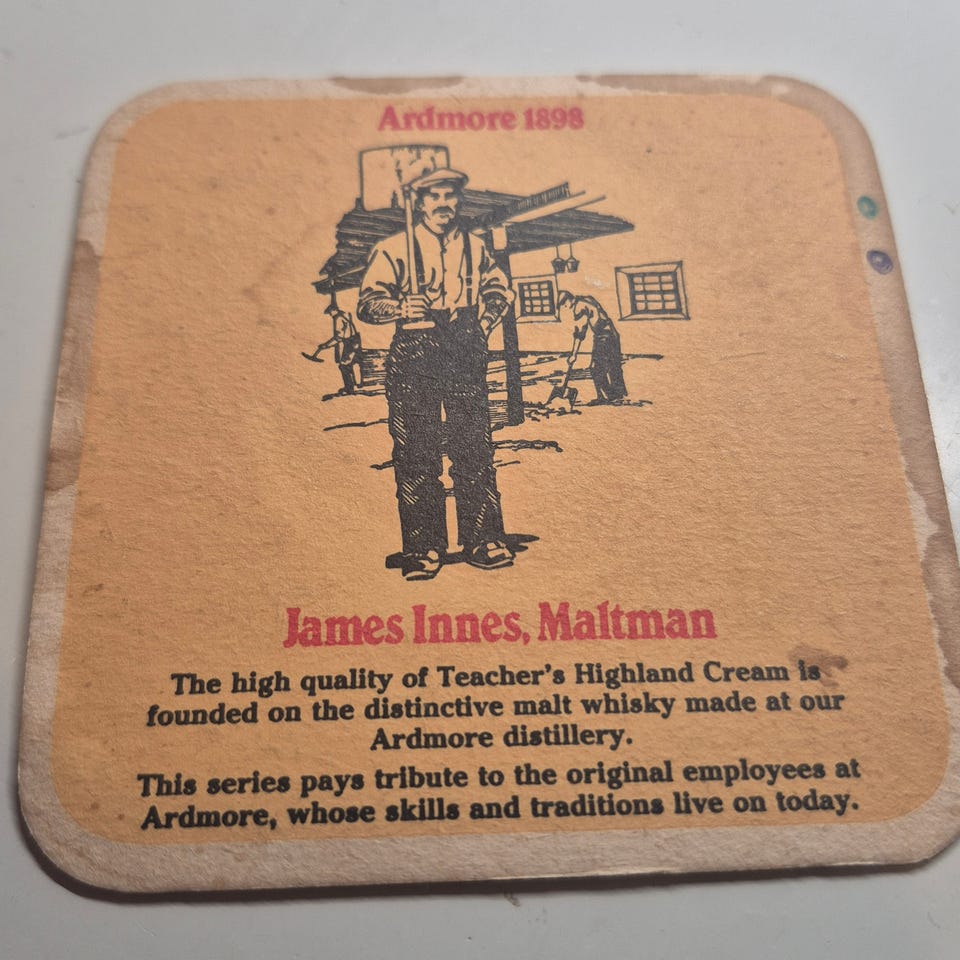 Ardmore 1898
James Innes, Maltman
The high quality of Teacher's Highland Cream is
founded on the distinctive malt whisky made at our
Ardmore distillery.
This series pays tribute to the original employees at
Ardmore, whose skills and traditions live on today.